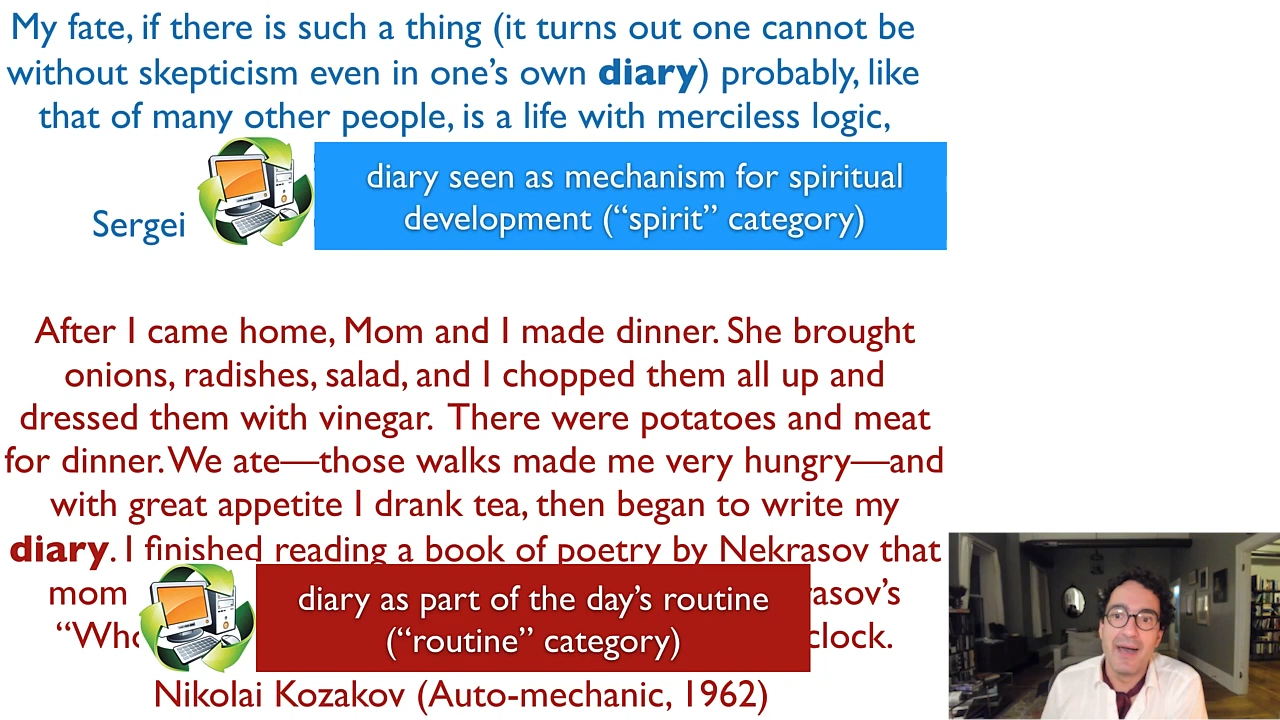 My fate, if there is such a thing (it turns out one cannot be
without skepticism even in one’s own diary) probably, like
that of many other people, is a life with merciless logic,
diary seen as mechanism for spiritual
development (“spirit” category)
Sergei
After I came home, Mom and I made dinner. She brought
onions, radishes, salad, and I chopped them all up and
dressed them with vinegar. There were potatoes and meat
for dinner. We ate—those walks made me very hungry—and
with great appetite I drank tea, then began to write my
diary. I finished reading a book of poetry by Nekrasov that
mom
diary as part of the day’s routine
(“routine” category)
Nikolai Kozakov (Auto-mechanic, 1962)